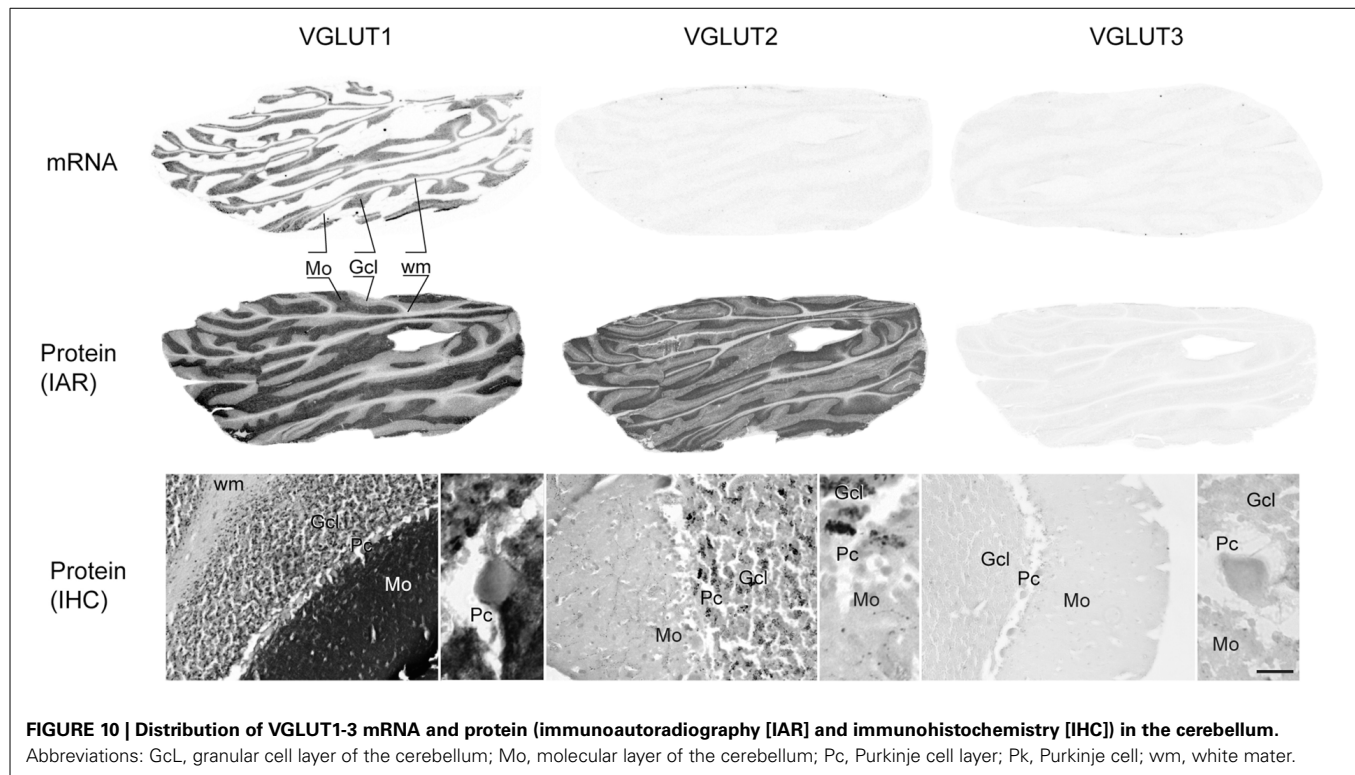 VGLUT1 VGLUT2 VGLUT3
mRNA
Mo Gcl wm
Protein
(IAR)
Protein
(IHC)
wm Gcl Pc Mo
Pc
Mo Pc Gcl
Gcl Pc Mo
Gcl Pc Mo
Gcl Pc Mo
FIGURE 10 | Distribution of VGLUT1-3 mRNA and protein (immunoautoradiography [IAR] and immunohistochemistry [IHC]) in the cerebellum.
Abbreviations: GcL, granular cell layer of the cerebellum; Mo, molecular layer of the cerebellum; Pc, Purkinje cell layer; Pk, Purkinje cell; wm, white mater.